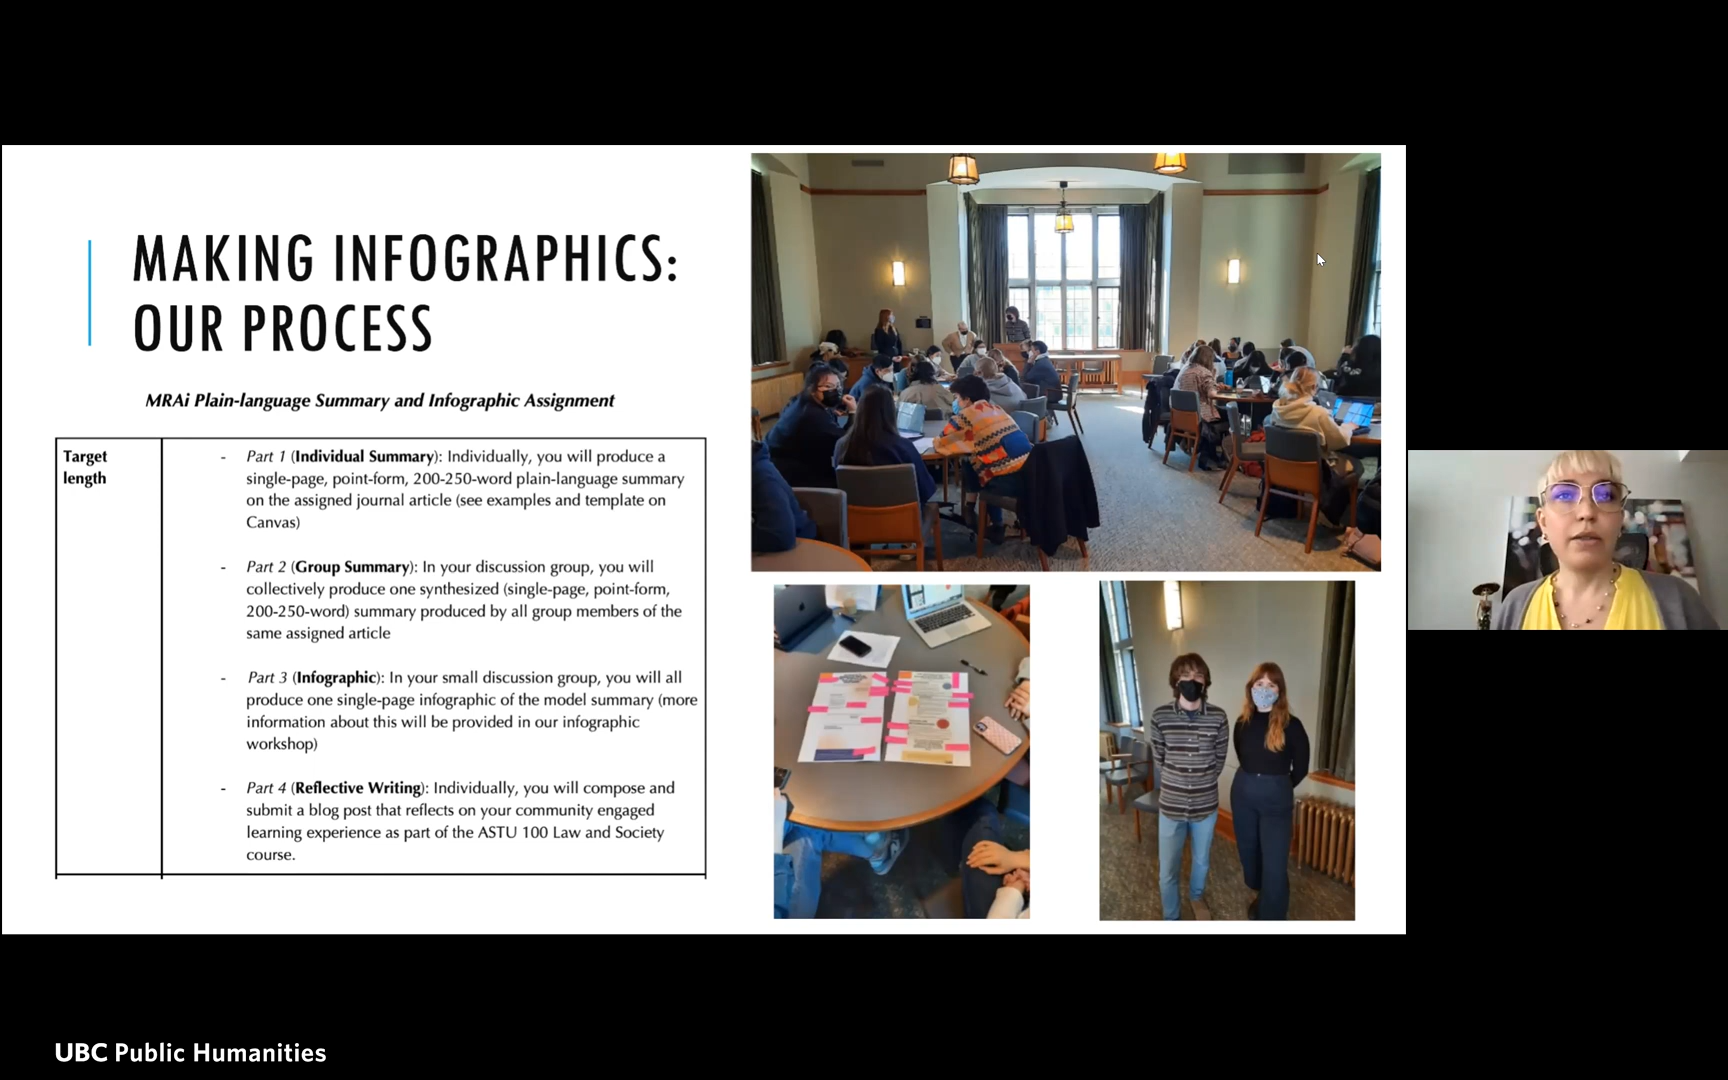 MAKING INFOGRAPHICS:
OUR PROCESS
MRAi Plain-language Summary and Infographic Assignment
Target
length
- Part 1 (Individual Summary): Individually, you will produce a
single-page, point-form, 200-250-word plain-language summary
on the assigned journal article (see examples and template on
Canvas)
- Part 2 (Group Summary): In your discussion group, you will
collectively produce one synthesized (single-page, point-form,
200-250-word) summary produced by all group members of the
same assigned article
- Part 3 (Infographic): In your small discussion group, you will all
produce one single-page infographic of the model summary (more
information about this will be provided in our infographic
workshop)
- Part 4 (Reflective Writing): Individually, you will compose and
submit a blog post that reflects on your community engaged
learning experience as part of the ASTU 100 Law and Society
course.
UBC Public Humanities